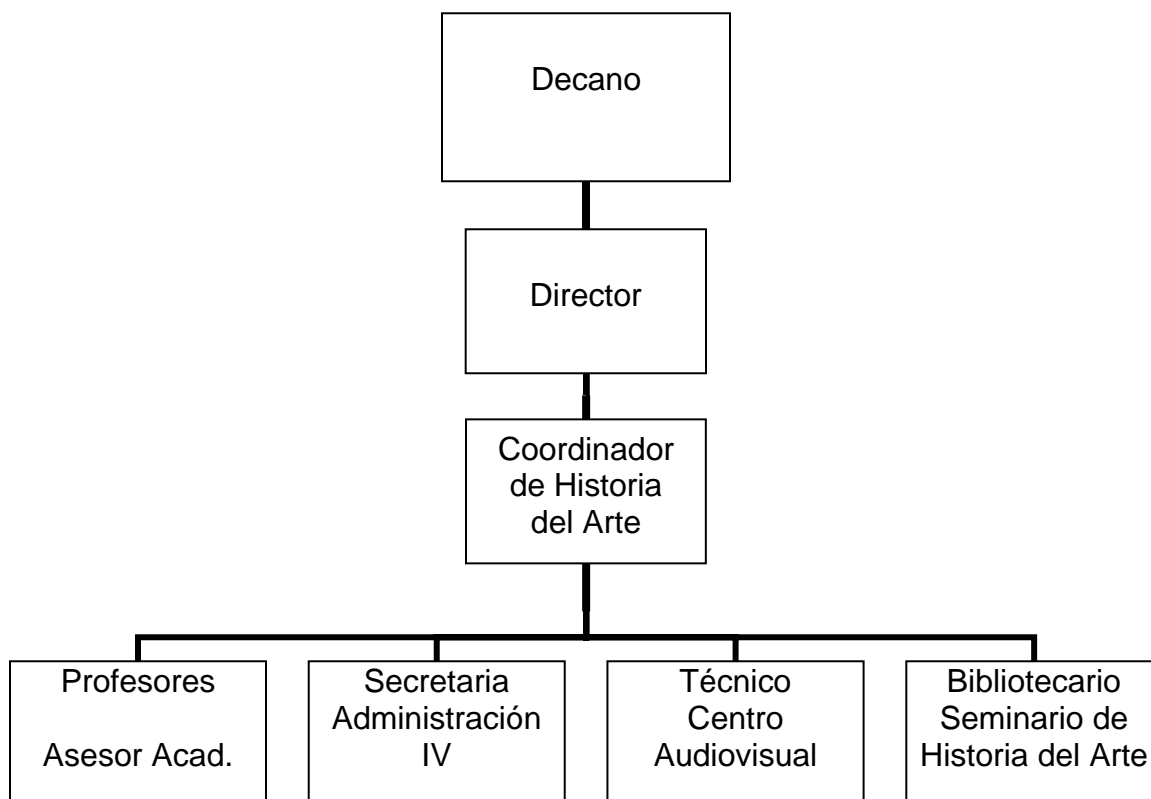 Decano
Director
Coordinador
de Historia
del Arte
Profesores
Asesor Acad.
Secretaria
Administración
IV
Técnico
Centro
Audiovisual
Bibliotecario
Seminario de
Historia del Arte